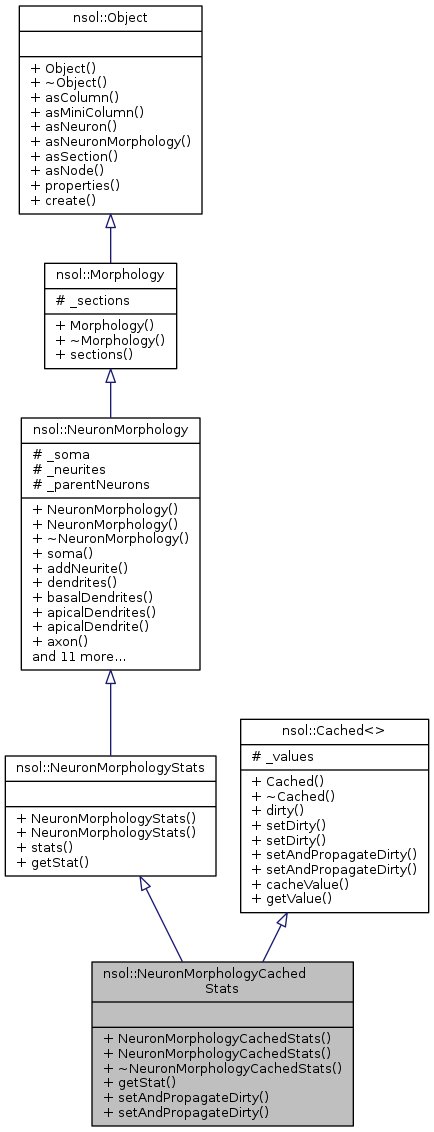 nsol::Object
+ Object()
+ ~Object()
+ asColumn()
+ asMiniColumn()
+ asNeuron()
+ asNeuronMorphology()
+ asSection()
+ asNode()
+ properties()
+ create()
nsol::Morphology
# _sections
+ Morphology()
+ ~Morphology()
+ sections()
nsol::NeuronMorphology
# _soma
# _neurites
# _parentNeurons
+ NeuronMorphology()
+ NeuronMorphology()
+ ~NeuronMorphology()
+ soma()
+ addNeurite()
+ dendrites()
+ basalDendrites()
+ apicalDendrites()
+ apicalDendrite()
+ axon()
and 11 more...
nsol::NeuronMorphologyStats
+ NeuronMorphologyStats()
+ NeuronMorphologyStats()
+ stats()
+ getStat()
nsol::Cached<>
# _values
+ Cached()
+ ~Cached()
+ dirty()
+ setDirty()
+ setDirty()
+ setAndPropagateDirty()
+ setAndPropagateDirty()
+ cacheValue()
+ getValue()
nsol::NeuronMorphologyCached
Stats
+ NeuronMorphologyCachedStats()
+ NeuronMorphologyCachedStats()
+ ~NeuronMorphologyCachedStats()
+ getStat()
+ setAndPropagateDirty()
+ setAndPropagateDirty()